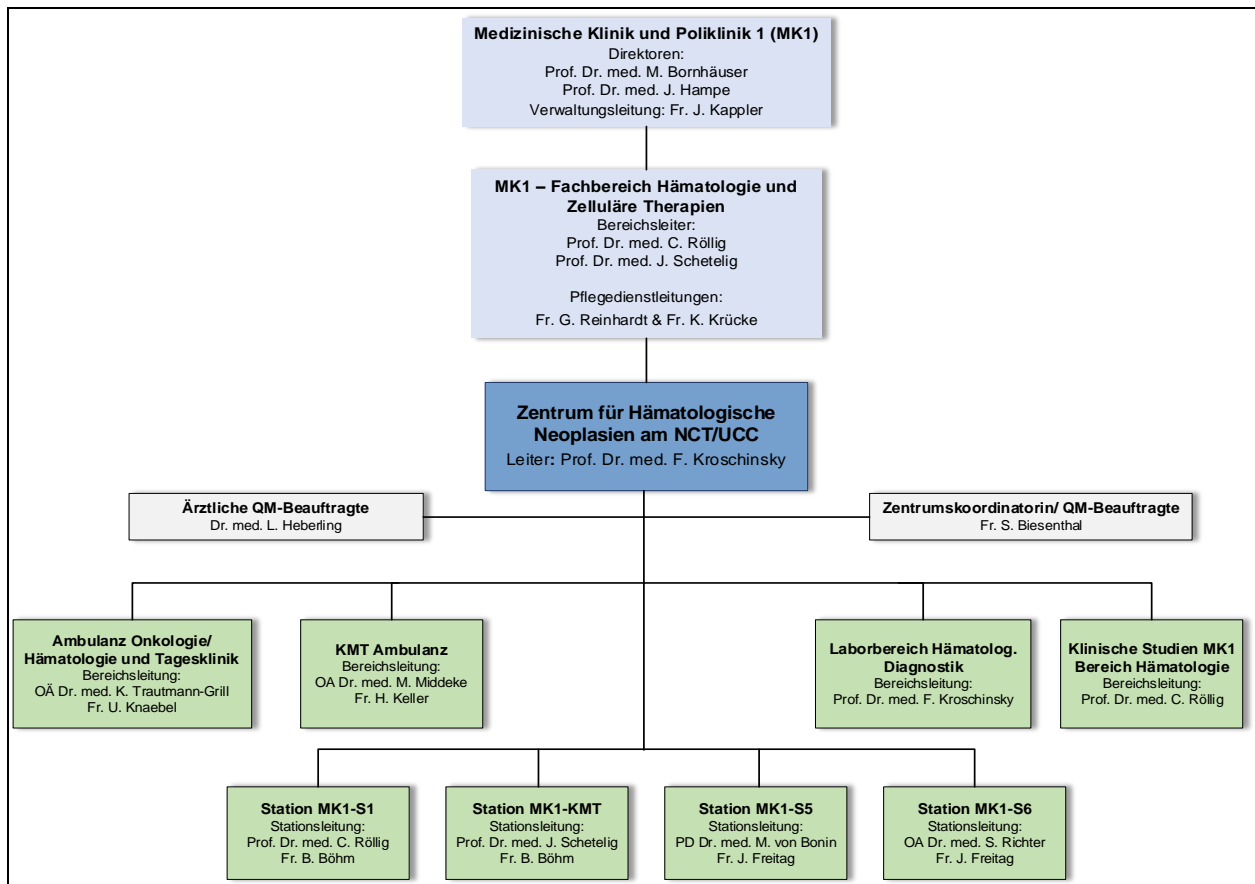 Medizinische Klinik und Poliklinik 1 (MK1)
Direktoren:
Prof. Dr. med. M. Bornhäuser
Prof. Dr. med. J. Hampe
Verwaltungsleitung: Fr. J. Kappler
MK1 – Fachbereich Hämatologie und
Zelluläre Therapien
Bereichsleiter:
Prof. Dr. med. C. Röllig
Prof. Dr. med. J. Schetelig
Pflegedienstleitungen:
Fr. G. Reinhardt & Fr. K. Krücke
Zentrum für Hämatologische
Neoplasien am NCT/UCC
Leiter: Prof. Dr. med. F. Kroschinsky
Ärztliche QM-Beauftragte
Dr. med. L. Heberling
Zentrumskoordinatorin/ QM-Beauftragte
Fr. S. Biesenthal
Ambulanz Onkologie/
Hämatologie und Tagesklinik
Bereichsleitung:
OÄ Dr. med. K. Trautmann-Grill
Fr. U. Knaebel
KMT Ambulanz
Bereichsleitung:
OA Dr. med. M. Middeke
Fr. H. Keller
Laborbereich Hämatolog.
Diagnostik
Bereichsleitung:
Prof. Dr. med. F. Kroschinsky
Klinische Studien MK1
Bereich Hämatologie
Bereichsleitung:
Prof. Dr. med. C. Röllig
Station MK1-S1
Stationsleitung:
Prof. Dr. med. C. Röllig
Fr. B. Böhm
Station MK1-KMT
Stationsleitung:
Prof. Dr. med. J. Schetelig
Fr. B. Böhm
Station MK1-S5
Stationsleitung:
PD Dr. med. M. von Bonin
Fr. J. Freitag
Station MK1-S6
Stationsleitung:
OA Dr. med. S. Richter
Fr. J. Freitag